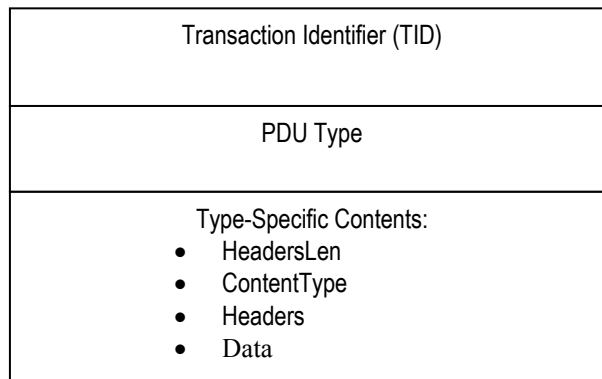 Transaction Identifier (TID)
PDU Type
Type-Specific Contents:
• HeadersLen
• ContentType
• Headers
• Data